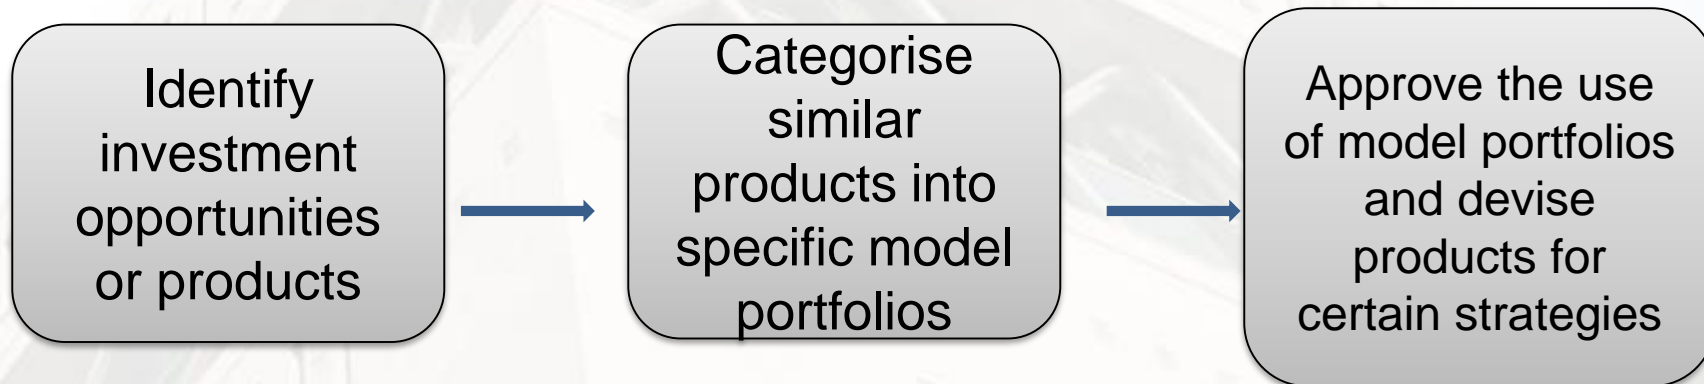 Identify
investment
opportunities
or products
Categorise
similar
products into
specific model
portfolios
Approve the use
of model portfolios
and devise
products for
certain strategies